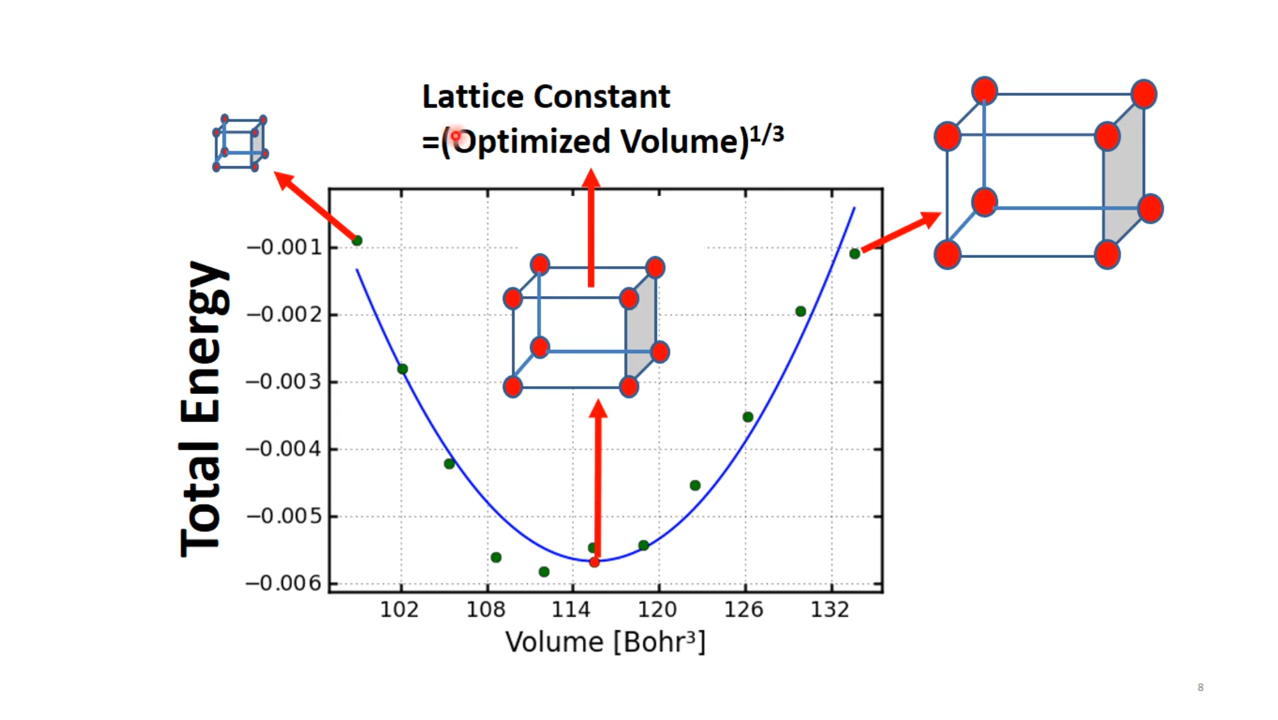 Lattice Constant
=(Optimized Volume)^1/3
Total Energy
−0.001
−0.002
−0.003
−0.004
−0.005
−0.006
102 108 114 120 126 132
Volume [Bohr³]
8